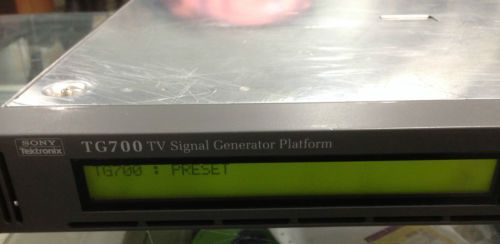 SONY
Tektronix
TG700 TV Signal Generator Platform
TG700 : PRESET